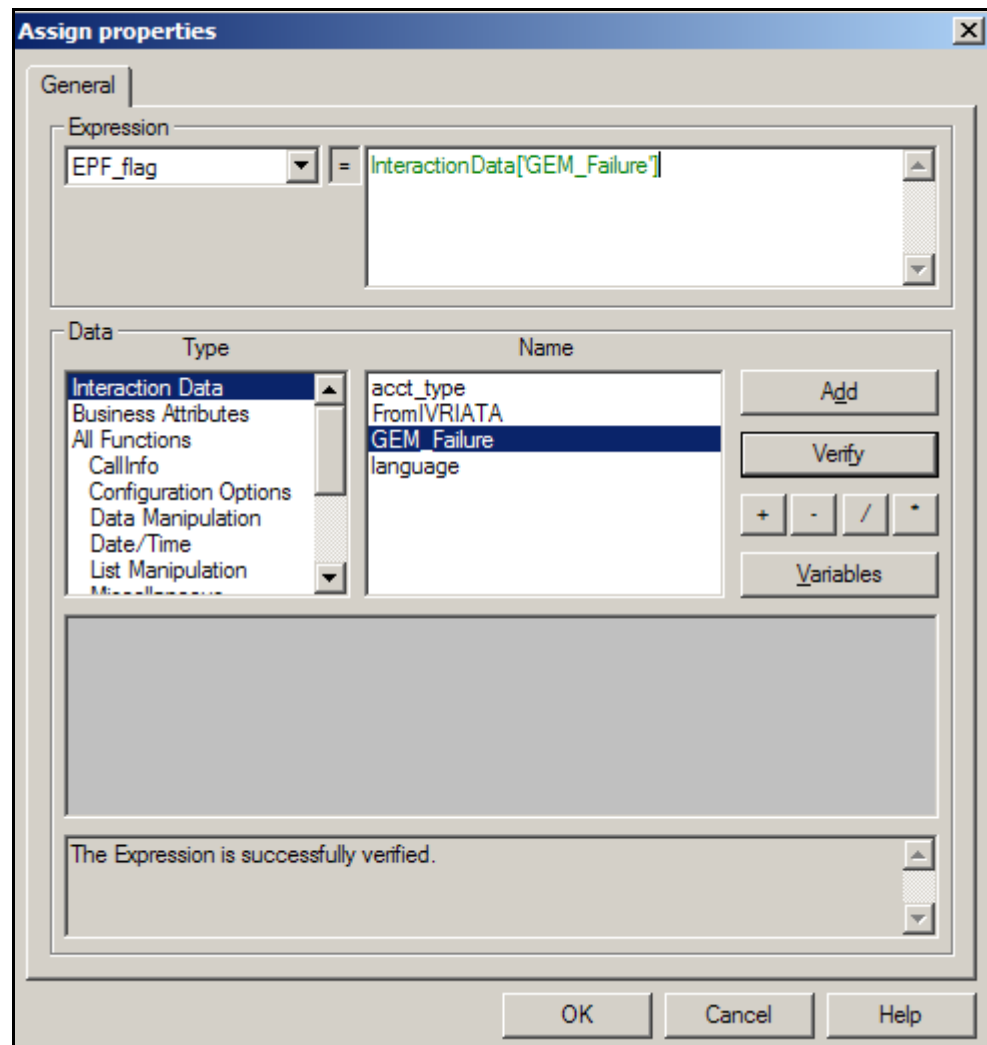 Assign properties
General
Expression
EPF_flag
=
InteractionData['GEM_Failure']
Data
Type
Name
Interaction Data
Business Attributes
All Functions
CallInfo
Configuration Options
Data Manipulation
Date/Time
List Manipulation
acct_type
FromIVRIATA
GEM_Failure
language
Add
Verify
+ - / *
Variables
The Expression is successfully verified.
OK Cancel Help